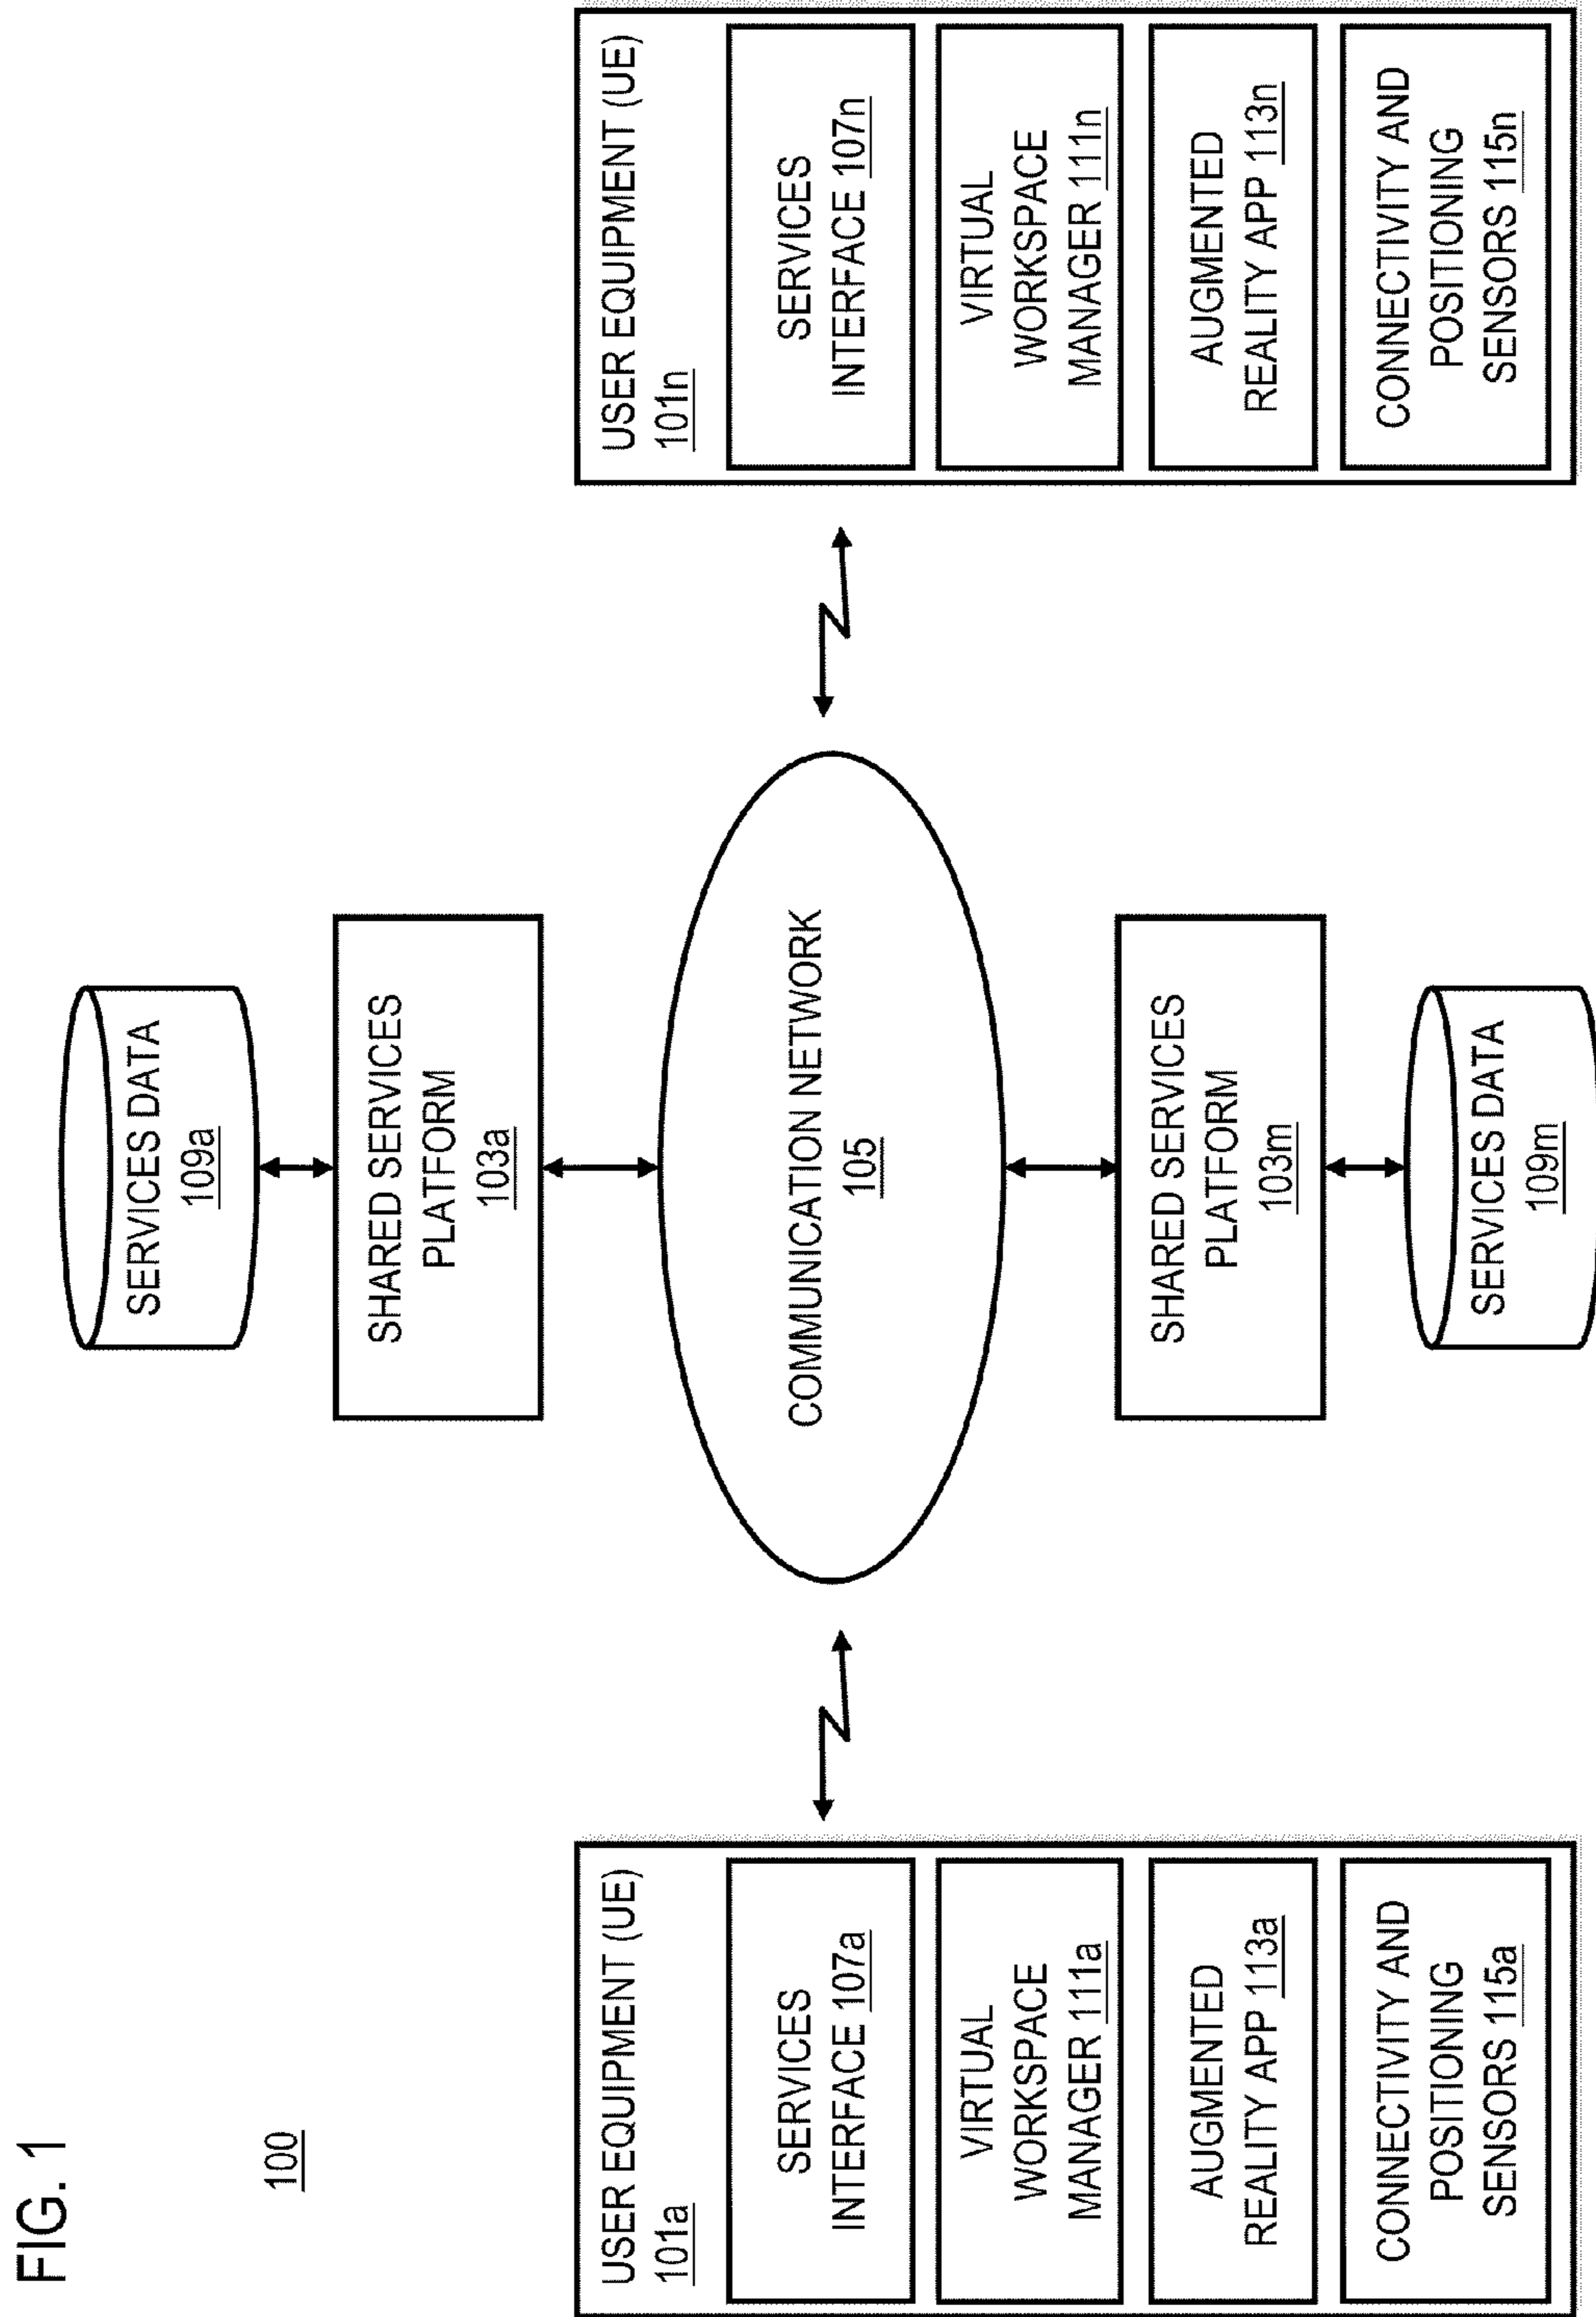 FIG. 1
100
SERVICES DATA
109a
SHARED SERVICES
PLATFORM
103a
USER EQUIPMENT (UE)
101a
SERVICES
INTERFACE 107a
VIRTUAL
WORKSPACE
MANAGER 111a
AUGMENTED
REALITY APP 113a
CONNECTIVITY AND
POSITIONING
SENSORS 115a
COMMUNICATION NETWORK
105
USER EQUIPMENT (UE)
101n
SERVICES
INTERFACE 107n
VIRTUAL
WORKSPACE
MANAGER 111n
AUGMENTED
REALITY APP 113n
CONNECTIVITY AND
POSITIONING
SENSORS 115n
SHARED SERVICES
PLATFORM
103m
SERVICES DATA
109m